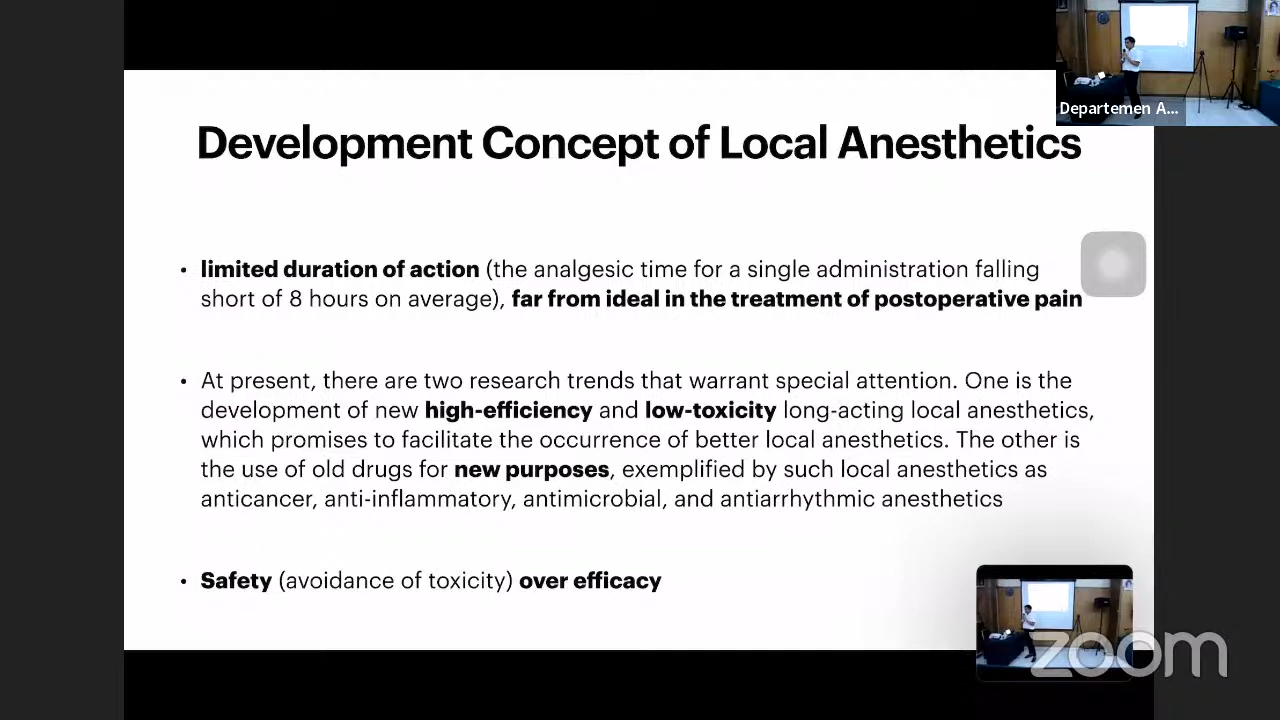 Departemen A...
Development Concept of Local Anesthetics
• limited duration of action (the analgesic time for a single administration falling
short of 8 hours on average), far from ideal in the treatment of postoperative pain
• At present, there are two research trends that warrant special attention. One is the
development of new high-efficiency and low-toxicity long-acting local anesthetics,
which promises to facilitate the occurrence of better local anesthetics. The other is
the use of old drugs for new purposes, exemplified by such local anesthetics as
anticancer, anti-inflammatory, antimicrobial, and antiarrhythmic anesthetics
• Safety (avoidance of toxicity) over efficacy
zoom